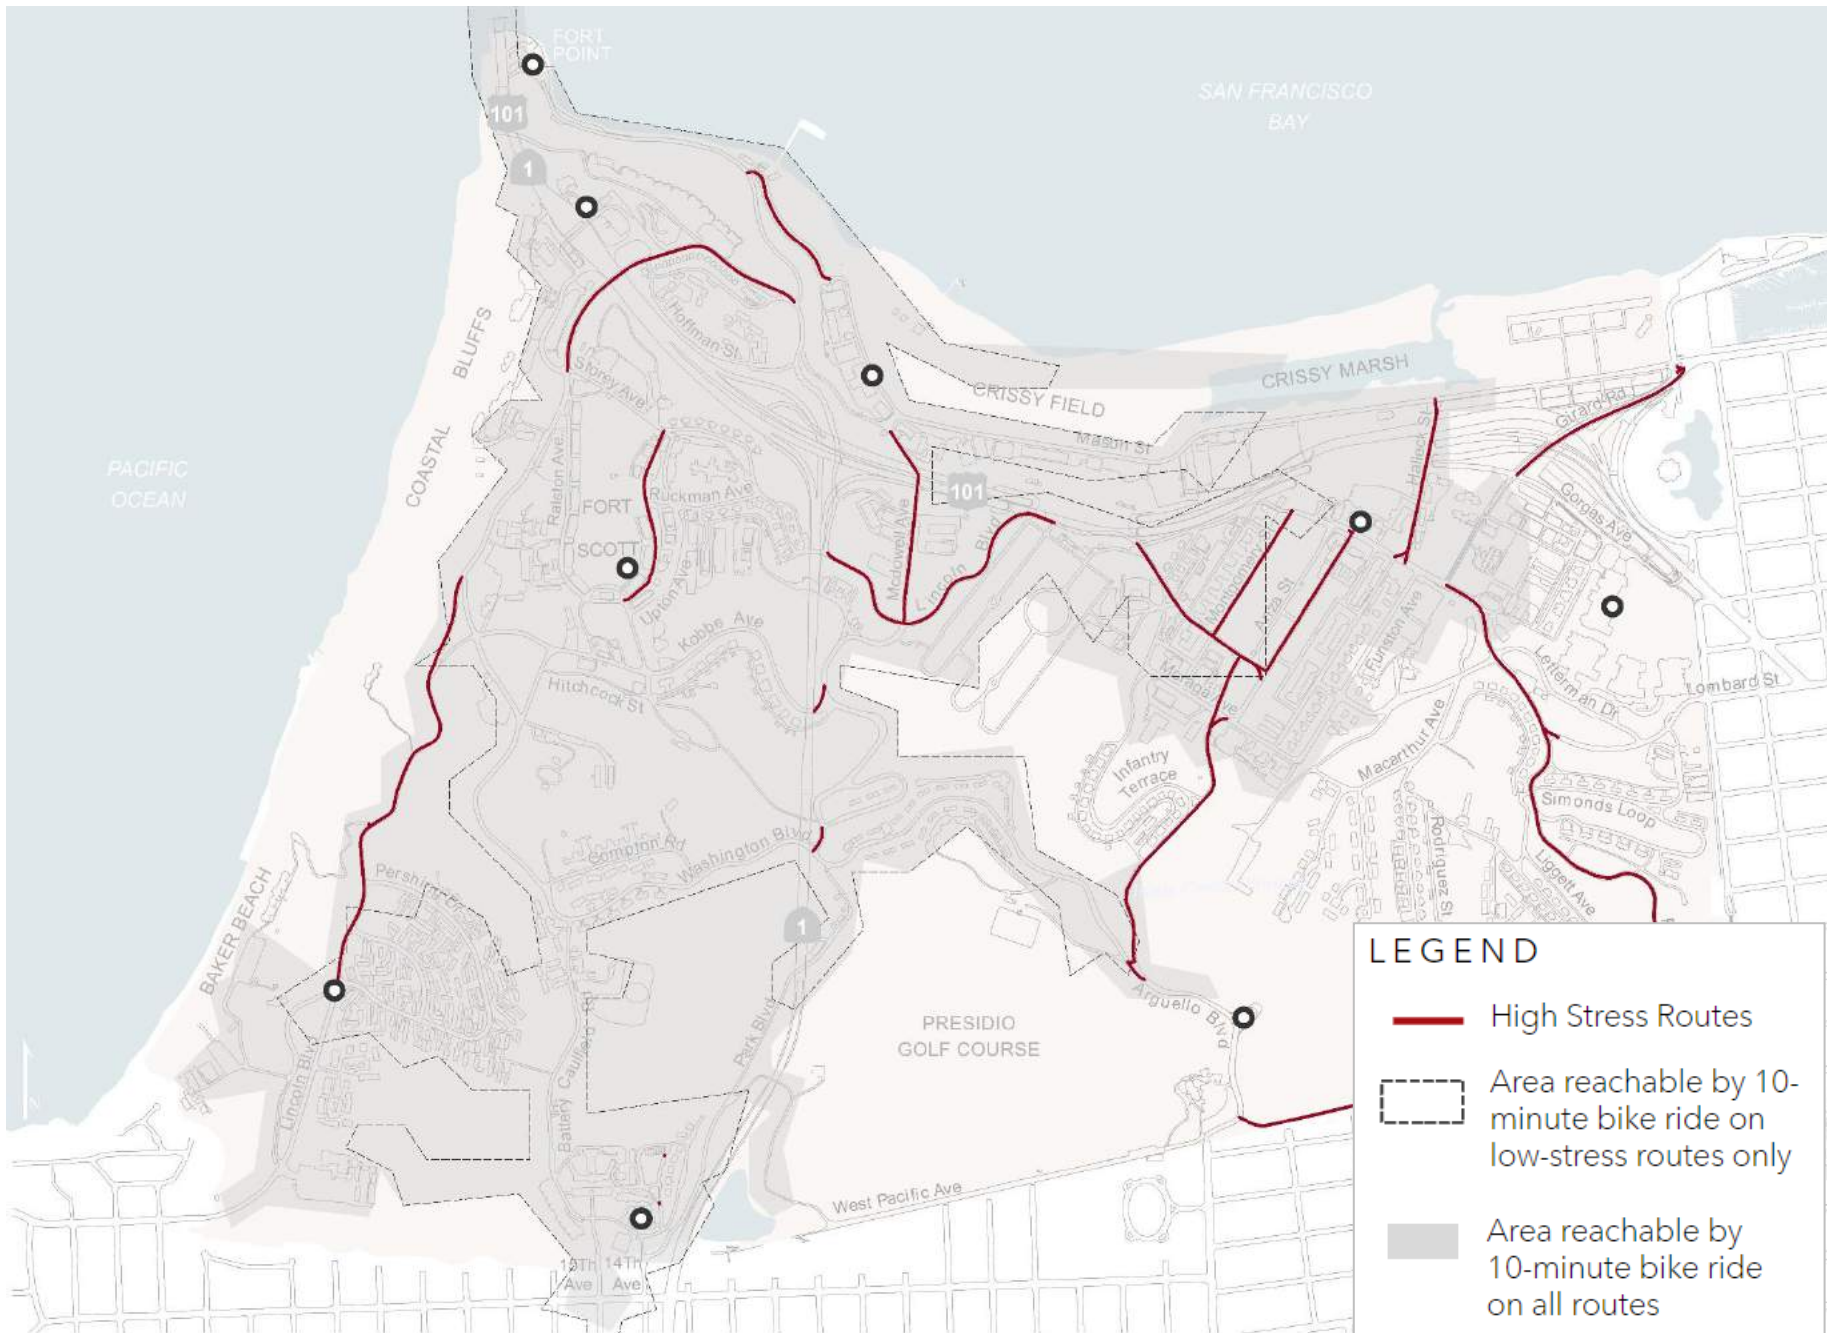 FORT
POINT
101
SAN FRANCISCO
BAY
1
Hoffman St
COASTAL BLUFFS
Storey Ave
CRISSY MARSH
CRISSY FIELD
Girard Rd
Mason St
Halleck St
PACIFIC
OCEAN
Ralston Ave
Ruckman Ave
101
FORT
SCOTT
Mcdowell Ave
Lincoln Blvd
Montgomery
Gorgas Ave
Upton Ave
Kobbe Ave
Funston Ave
Letterman Dr
Lombard St
Hitchcock St
Macarthur Ave
Infantry
Terrace
Simonds Loop
Compton Rd
Washington Blvd
Rodriquez St
Liggett Ave
Pershing Dr
BAKER BEACH
1
Arguello Blvd
PRESIDIO
GOLF COURSE
Park Blvd
Lincoln Blvd
Battery Caulfield Rd
West Pacific Ave
14Th
Ave
Ave
LEGEND
High Stress Routes
Area reachable by 10-
minute bike ride on
low-stress routes only
Area reachable by
10-minute bike ride
on all routes